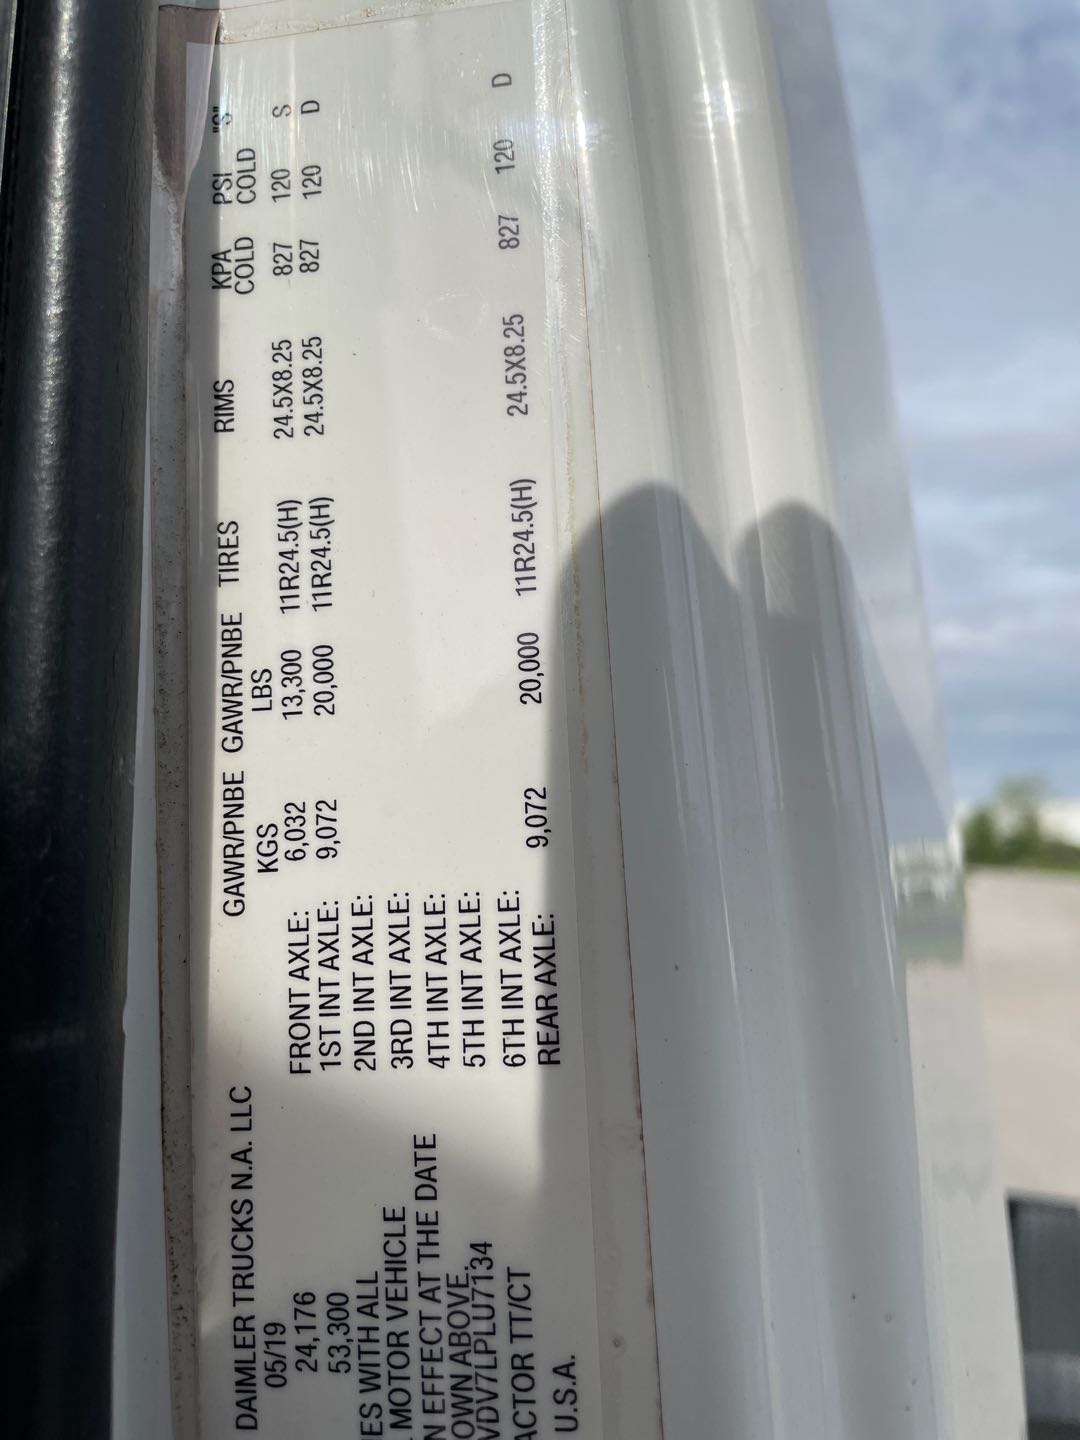 DAIMLER TRUCKS N.A. LLC
05/19
24,176
53,300
ES WITH ALL
MOTOR VEHICLE
N EFFECT AT THE DATE
OWN ABOVE.
VDV7LPLU7134
ACTOR TT/CT
U.S.A.
GAWR/PNBE GAWR/PNBE TIRES RIMS KPA PSI "S"
KGS LBS COLD COLD
FRONT AXLE: 6,032 13,300 11R24.5(H) 24.5X8.25 827 120 S
1ST INT AXLE: 9,072 20,000 11R24.5(H) 24.5X8.25 827 120 D
2ND INT AXLE:
3RD INT AXLE:
4TH INT AXLE:
5TH INT AXLE:
6TH INT AXLE:
REAR AXLE: 9,072 20,000 11R24.5(H) 24.5X8.25 827 120 D